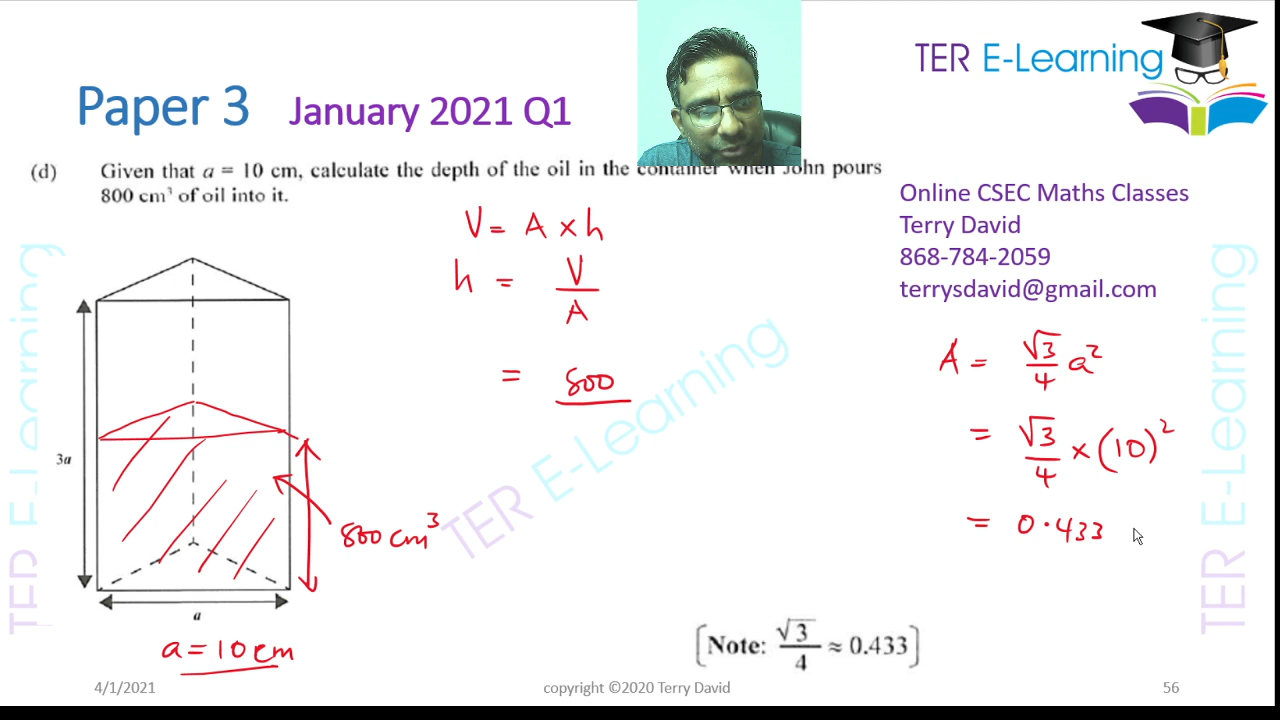 TER E-Learning
Paper 3 January 2021 Q1
(d) Given that a = 10 cm, calculate the depth of the oil in the container when John pours
800 cm³ of oil into it.
Online CSEC Maths Classes
Terry David
868-784-2059
terrysdavid@gmail.com
V = A × h
h = V/A
= 800
A = √3/4 a²
= √3/4 × (10)²
= 0.433
3a
800 cm³
a
a = 10 cm
[Note: √3/4 ≈ 0.433]
TER E-Learning
TER E-Learning
TER E-Learning
4/1/2021
copyright ©2020 Terry David
56